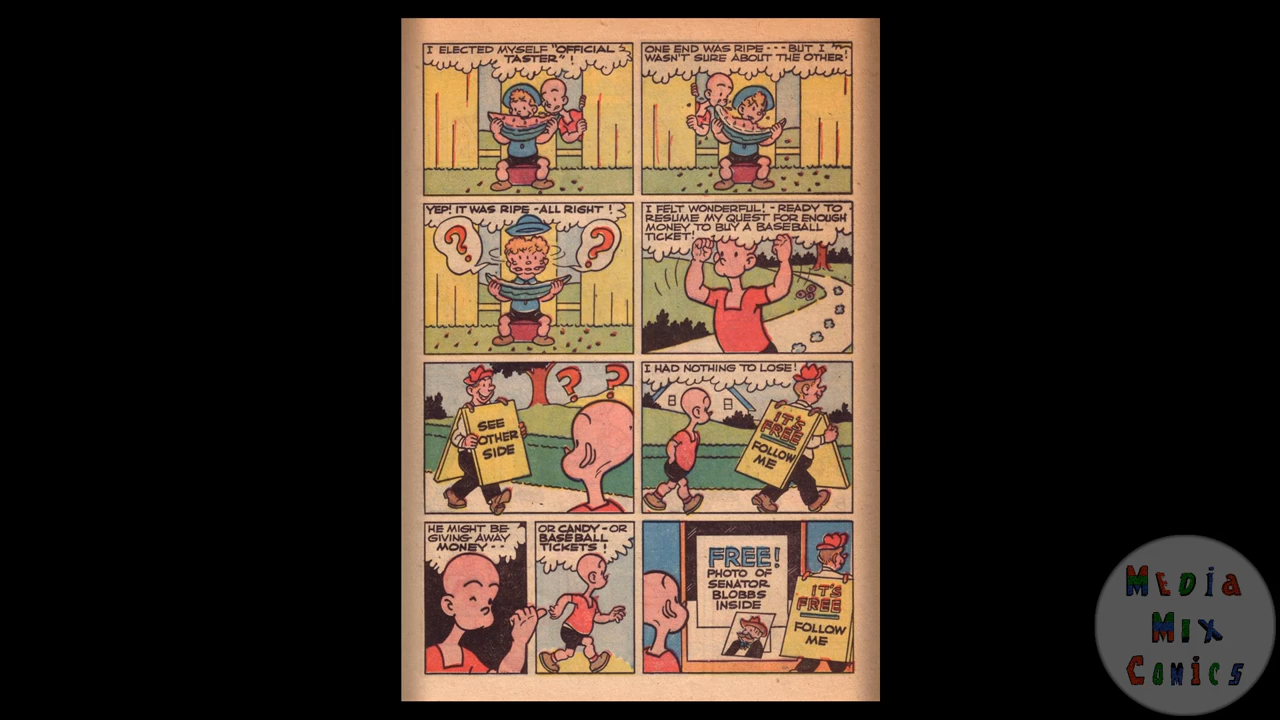 I ELECTED MYSELF "OFFICIAL
TASTER"!
ONE END WAS RIPE --- BUT I
WASN'T SURE ABOUT THE OTHER!
YEP! IT WAS RIPE - ALL RIGHT!
?
?
I FELT WONDERFUL! - READY TO
RESUME MY QUEST FOR ENOUGH
MONEY TO BUY A BASEBALL
TICKET!
SEE
OTHER
SIDE
? ?
I HAD NOTHING TO LOSE!
IT'S
FREE
FOLLOW
ME
HE MIGHT BE
GIVING AWAY
MONEY --
OR CANDY - OR
BASEBALL
TICKETS!
FREE!
PHOTO OF
SENATOR
BLOBBS
INSIDE
IT'S
FREE
FOLLOW
ME
MEDIA
MIX
COMICS